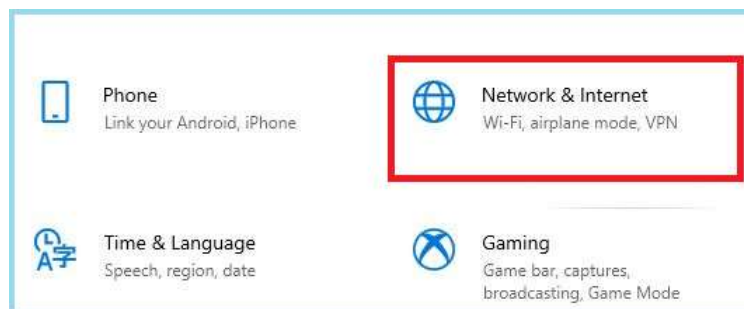 Phone
Link your Android, iPhone
Network & Internet
Wi-Fi, airplane mode, VPN
Time & Language
Speech, region, date
Gaming
Game bar, captures,
broadcasting, Game Mode